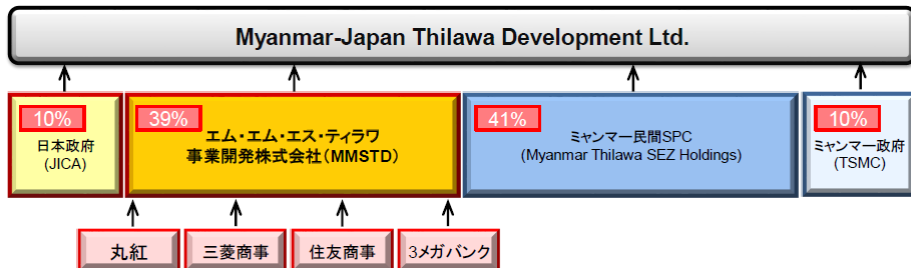 Myanmar-Japan Thilawa Development Ltd.
10%
日本政府
(JICA)
39%
エム・エム・エス・ティラワ
事業開発株式会社(MMSTD)
41%
ミャンマー民間SPC
(Myanmar Thilawa SEZ Holdings)
10%
ミャンマー政府
(TSMC)
丸紅
三菱商事
住友商事
3メガバンク